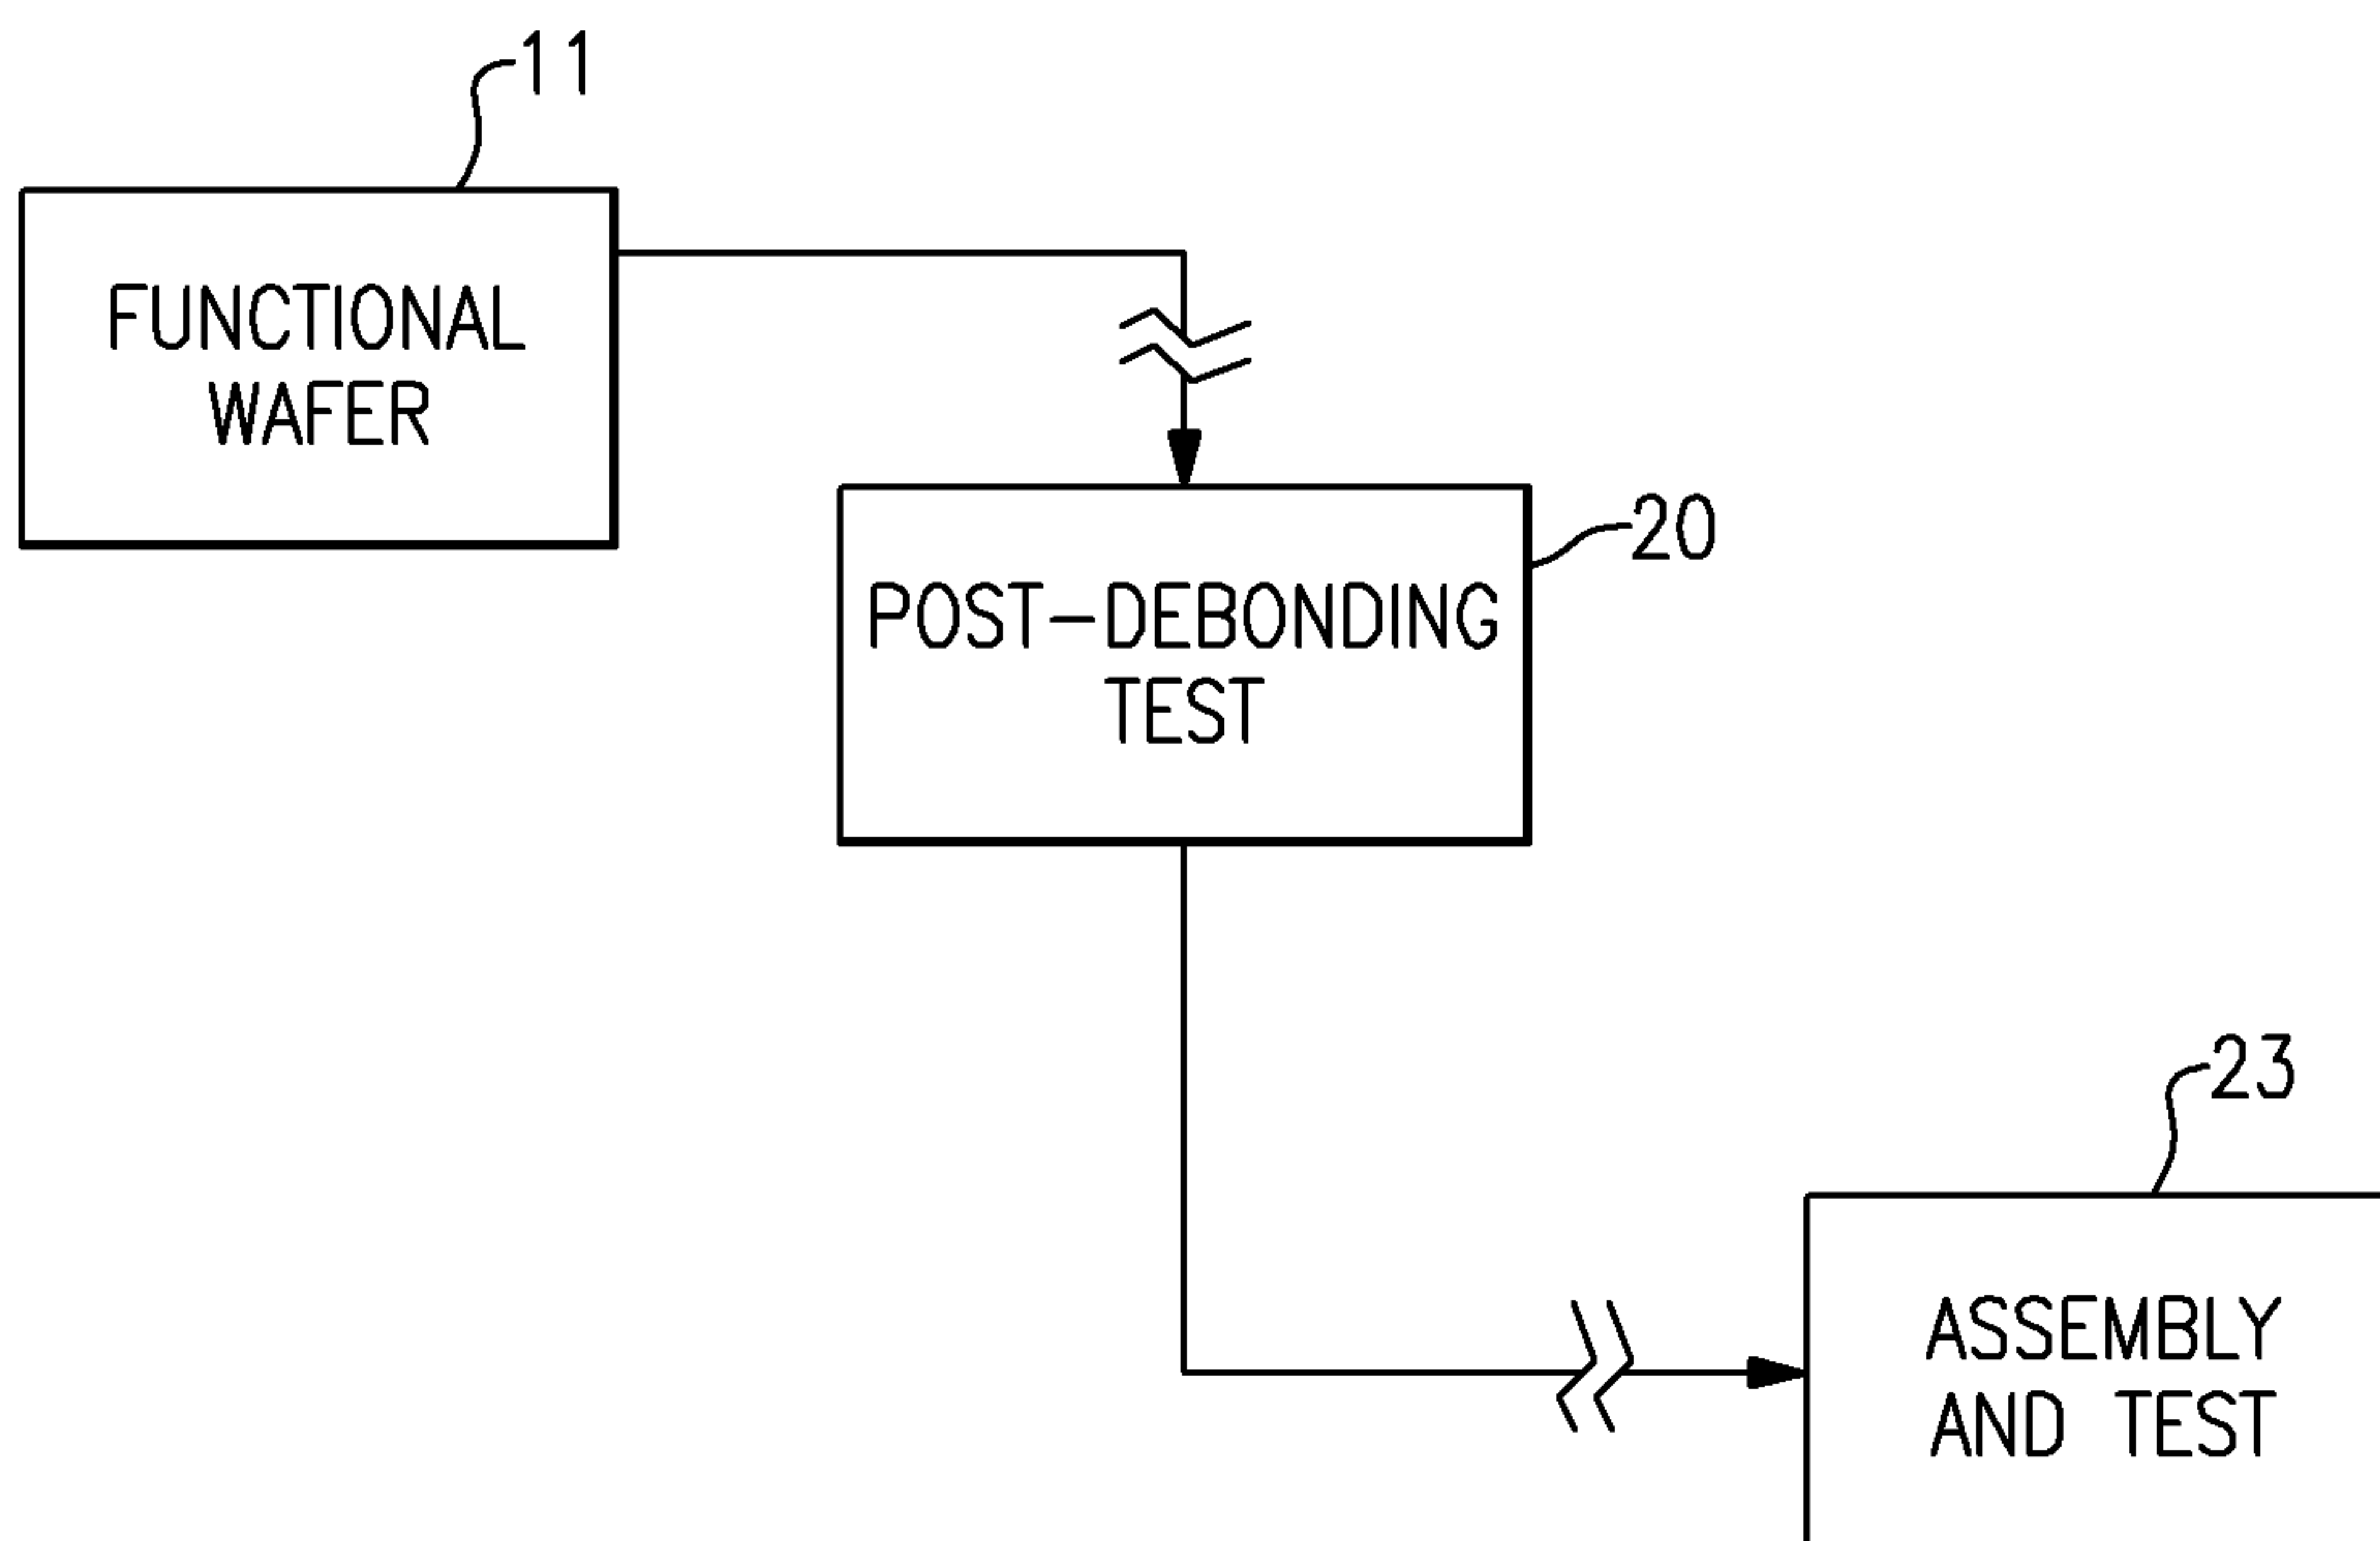 11
FUNCTIONAL
WAFER
20
POST-DEBONDING
TEST
23
ASSEMBLY
AND TEST